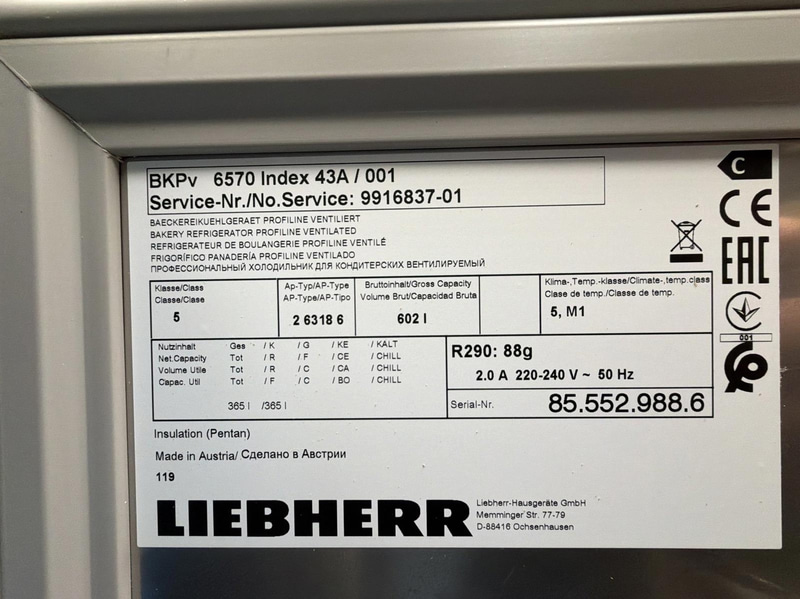 BKPv 6570 Index 43A / 001
Service-Nr./No.Service: 9916837-01
BAECKEREIKUEHLGERAET PROFILINE VENTILIERT
BAKERY REFRIGERATOR PROFILINE VENTILATED
REFRIGERATEUR DE BOULANGERIE PROFILINE VENTILÉ
FRIGORÍFICO PANADERÍA PROFILINE VENTILADO
ПРОФЕССИОНАЛЬНЫЙ ХОЛОДИЛЬНИК ДЛЯ КОНДИТЕРСКИХ ВЕНТИЛИРУЕМЫЙ
C
CE
EAC
001
Klasse/Class
Classe/Clase
5
Ap-Typ/AP-Type
AP-Type/AP-Tipo
2 6318 6
Bruttoinhalt/Gross Capacity
Volume Brut/Capacidad Bruta
602 l
Klima-,Temp.-klasse/Climate-,temp.class
Clase de temp./Classe de temp.
5, M1
Nutzinhalt Ges / K / G / KE / KALT
Net.Capacity Tot / R / F / CE / CHILL
Volume Utile Tot / R / C / CA / CHILL
Capac. Util Tot / F / C / BO / CHILL
365 l /365 l
R290: 88g
2.0 A 220-240 V ~ 50 Hz
Serial-Nr. 85.552.988.6
Insulation (Pentan)
Made in Austria/ Сделано в Австрии
119
LIEBHERR
Liebherr-Hausgeräte GmbH
Memminger Str. 77-79
D-88416 Ochsenhausen